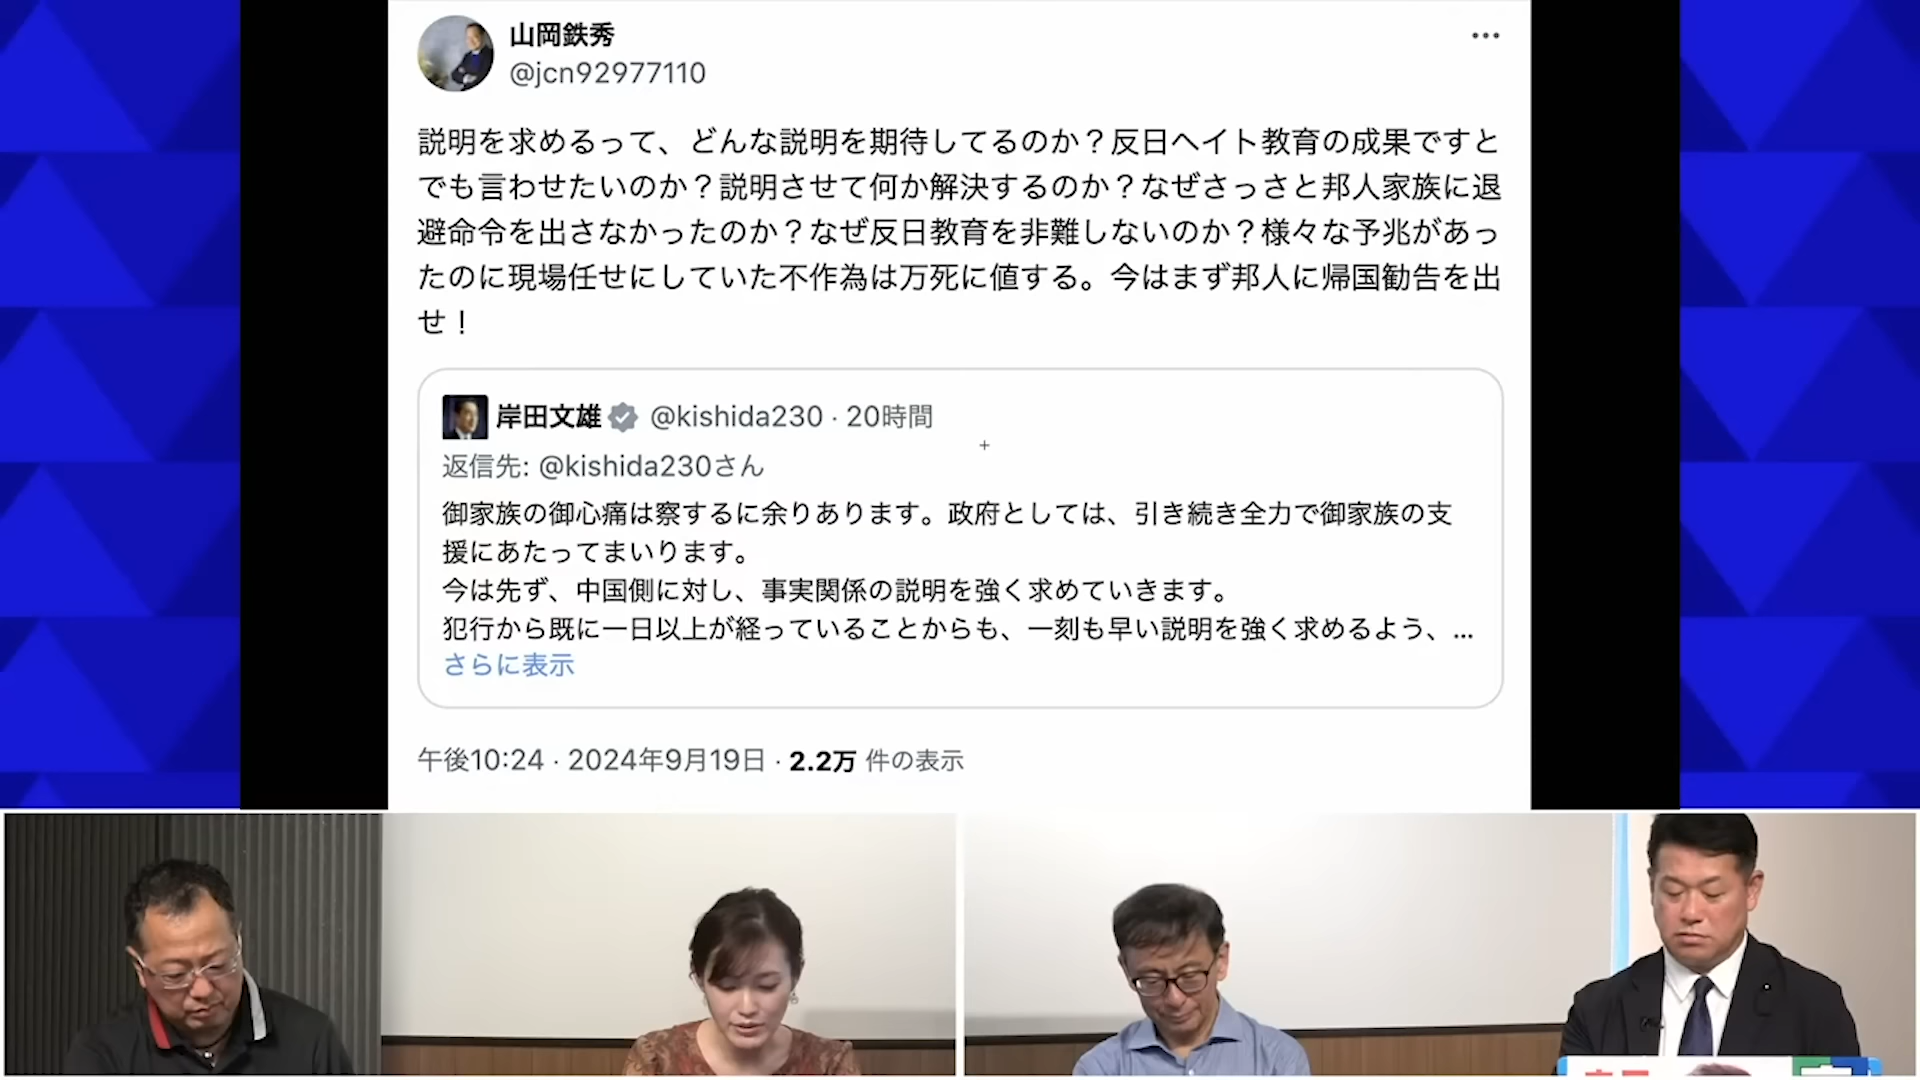 山岡鉄秀
@jcn92977110
説明を求めるって、どんな説明を期待してるのか？反日ヘイト教育の成果ですと
でも言わせたいのか？説明させて何か解決するのか？なぜさっさと邦人家族に退
避命令を出さなかったのか？なぜ反日教育を非難しないのか？様々な予兆があっ
たのに現場任せにしていた不作為は万死に値する。今はまず邦人に帰国勧告を出
せ！
岸田文雄 @kishida230 · 20時間
返信先: @kishida230さん
御家族の御心痛は察するに余りあります。政府としては、引き続き全力で御家族の支
援にあたってまいります。
今は先ず、中国側に対し、事実関係の説明を強く求めていきます。
犯行から既に一日以上が経っていることからも、一刻も早い説明を強く求めるよう、...
さらに表示
午後10:24 · 2024年9月19日 · 2.2万 件の表示